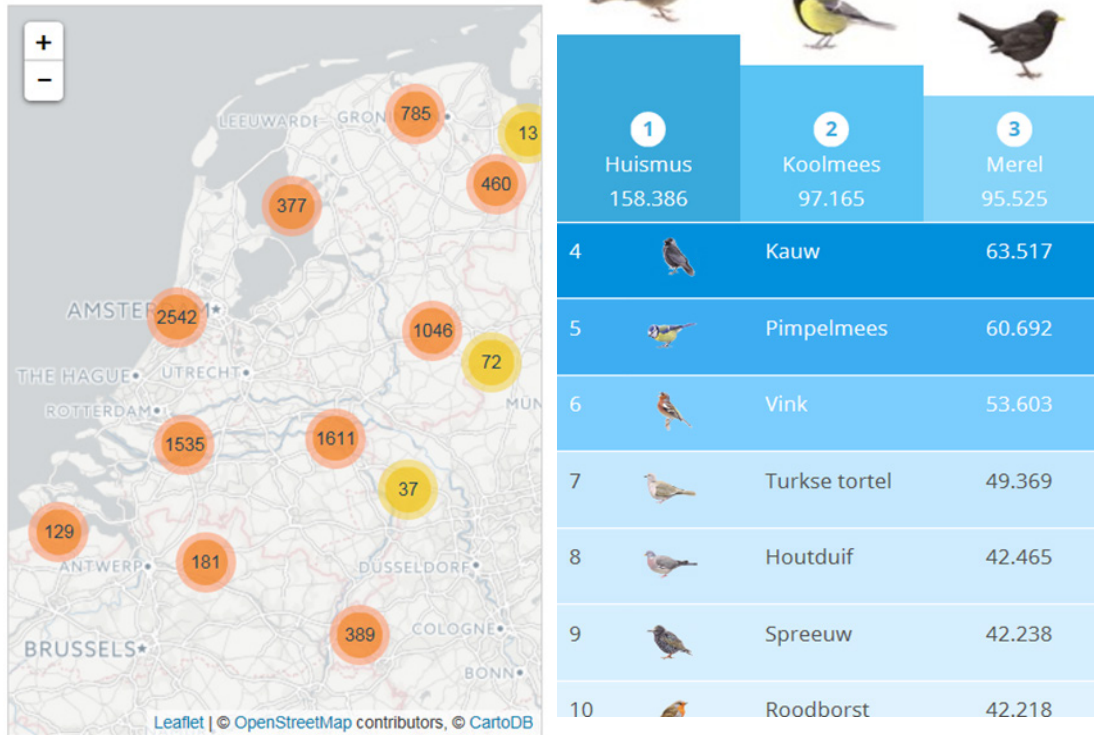 +
−
LEEUWARDE
GRON
785
13
460
377
AMSTE
M
2542
1046
72
THE HAGUE
UTRECHT
MÜN
ROTTERDAM
1535
1611
37
129
181
ANTWERP
DÜSSELDORF
389
COLOGNE
BRUSSELS
BONN
Leaflet | © OpenStreetMap contributors, © CartoDB
1
Huismus
158.386
2
Koolmees
97.165
3
Merel
95.525
4 Kauw 63.517
5 Pimpelmees 60.692
6 Vink 53.603
7 Turkse tortel 49.369
8 Houtduif 42.465
9 Spreeuw 42.238
10 Roodborst 42.218